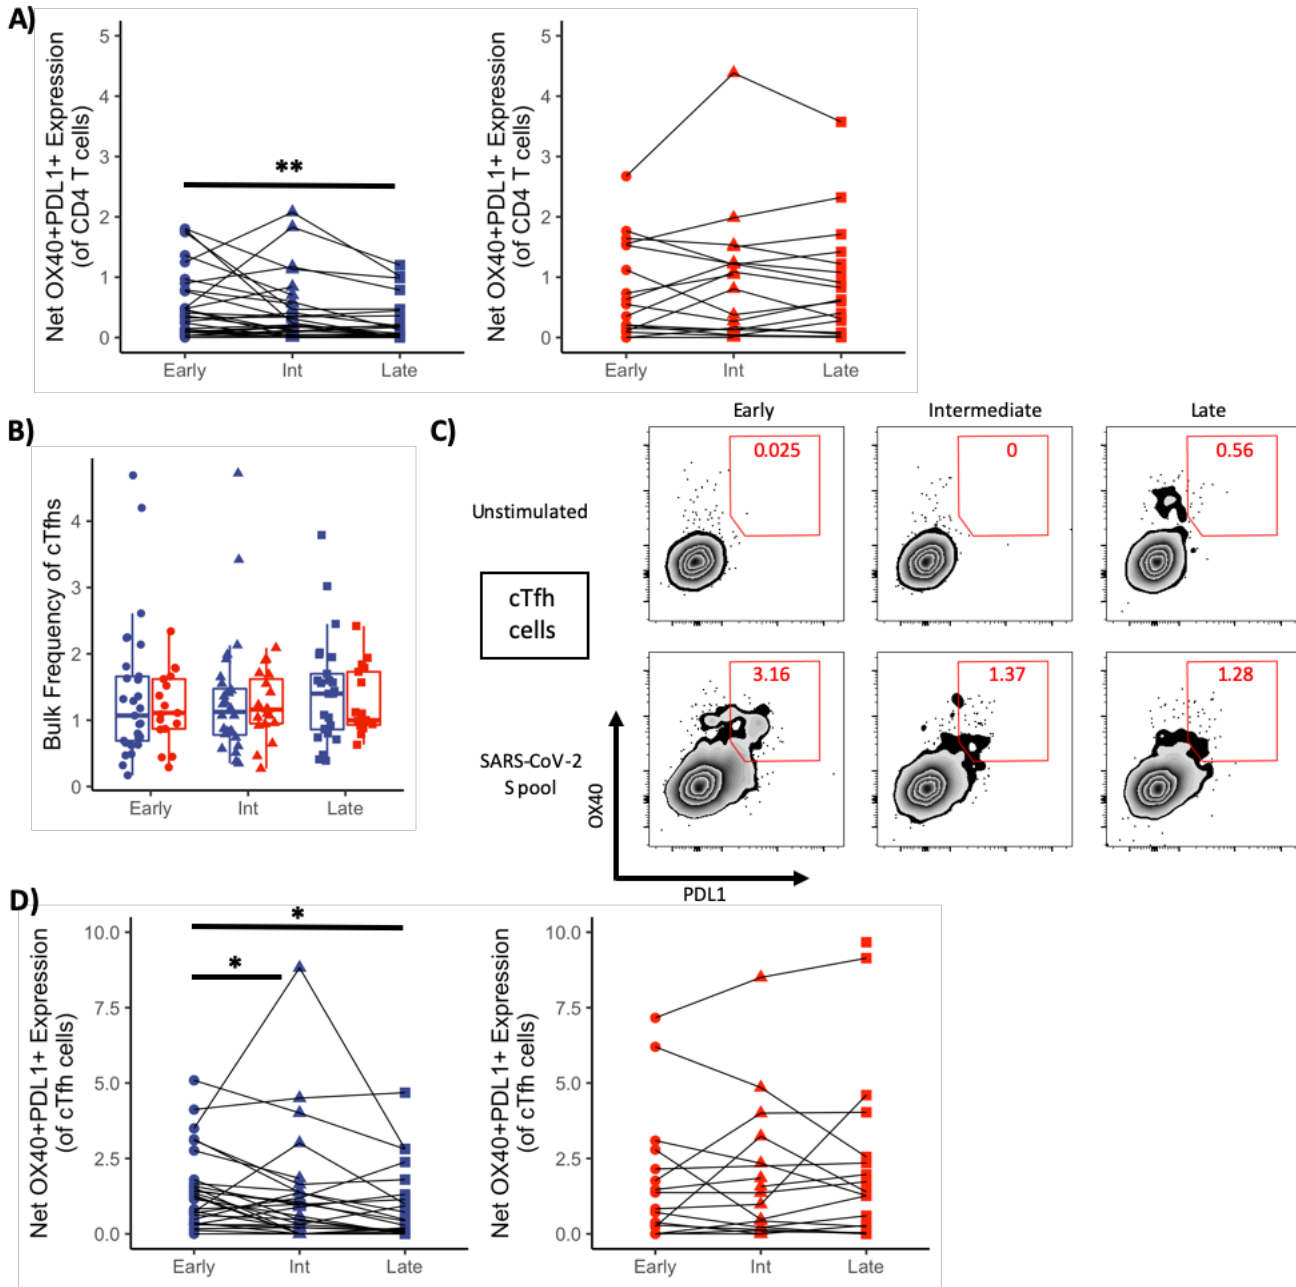 A)
Net OX40+PDL1+ Expression
(of CD4 T cells)
5
4
3
2
1
0
**
Early
Int
Late
Net OX40+PDL1+ Expression
(of CD4 T cells)
5
4
3
2
1
0
Early
Int
Late
B)
Bulk Frequency of cTfhs
4
3
2
1
0
Early
Int
Late
C)
Early
Intermediate
Late
Unstimulated
0.025
0
0.56
cTfh
cells
SARS-CoV-2
S pool
3.16
1.37
1.28
OX40
PDL1
D)
Net OX40+PDL1+ Expression
(of cTfh cells)
10.0
7.5
5.0
2.5
0.0
*
*
Early
Int
Late
Net OX40+PDL1+ Expression
(of cTfh cells)
10.0
7.5
5.0
2.5
0.0
Early
Int
Late